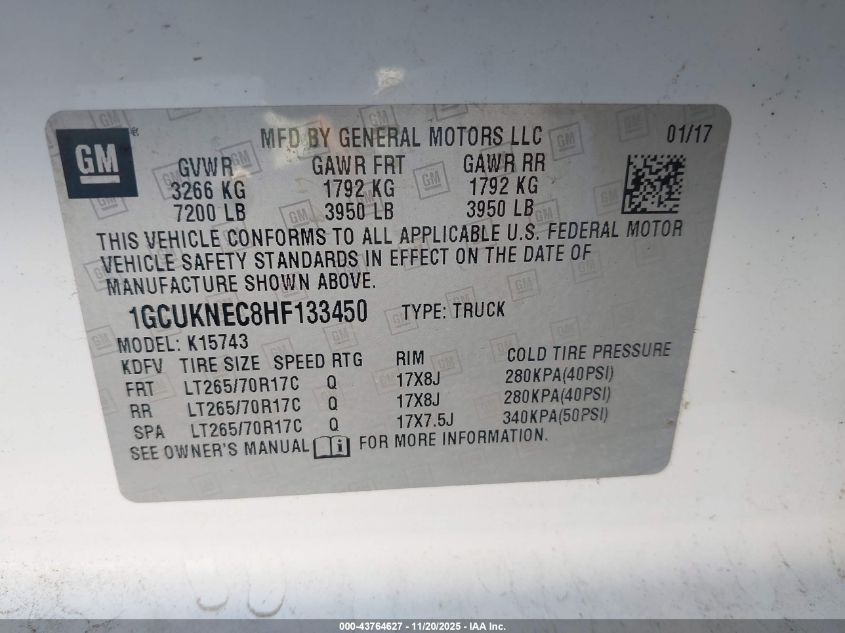 GM
MFD BY GENERAL MOTORS LLC 01/17
GVWR GAWR FRT GAWR RR
3266 KG 1792 KG 1792 KG
7200 LB 3950 LB 3950 LB
THIS VEHICLE CONFORMS TO ALL APPLICABLE U.S. FEDERAL MOTOR
VEHICLE SAFETY STANDARDS IN EFFECT ON THE DATE OF
MANUFACTURE SHOWN ABOVE.
1GCUKNEC8HF133450 TYPE: TRUCK
MODEL: K15743
KDFV TIRE SIZE SPEED RTG RIM COLD TIRE PRESSURE
FRT LT265/70R17C Q 17X8J 280KPA(40PSI)
RR LT265/70R17C Q 17X8J 280KPA(40PSI)
SPA LT265/70R17C Q 17X7.5J 340KPA(50PSI)
SEE OWNER'S MANUAL FOR MORE INFORMATION.
000-43764627 - 11/20/2025 - IAA Inc.